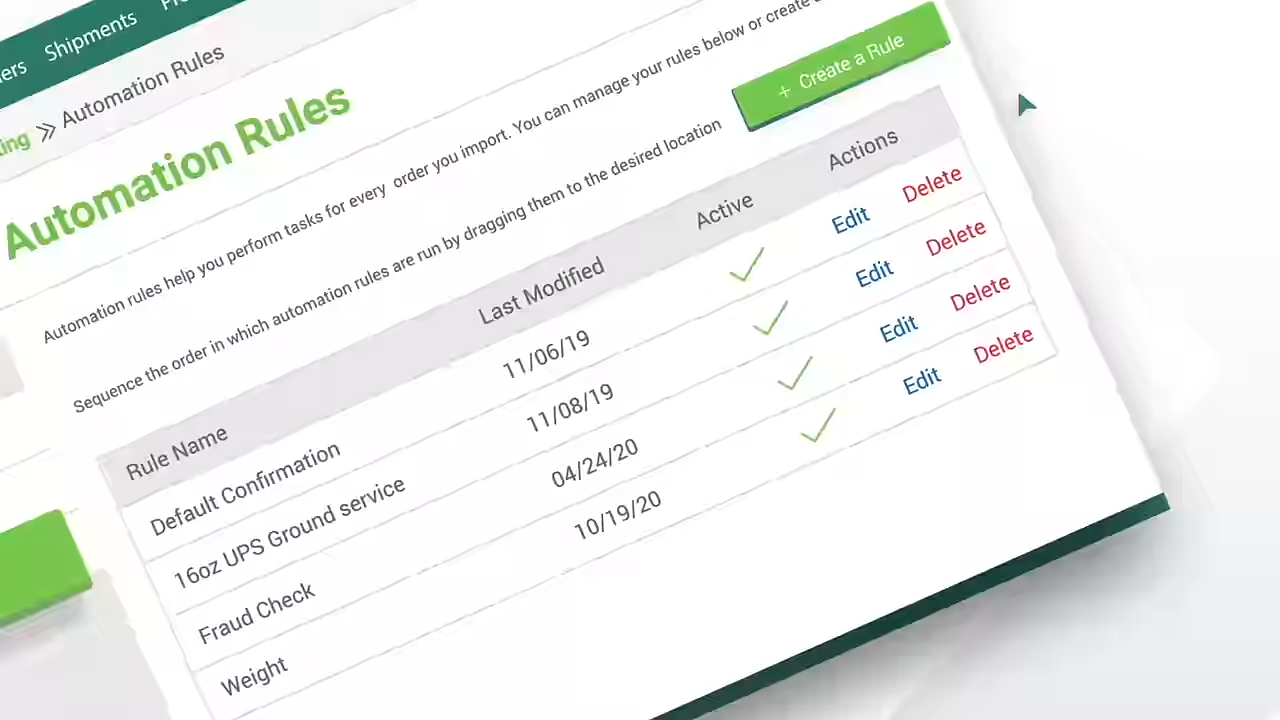 Shipments
Automation Rules
Automation Rules
Automation rules help you perform tasks for every order you import. You can manage your rules below or create
Sequence the order in which automation rules are run by dragging them to the desired location
+ Create a Rule
Rule Name Last Modified Active Actions
Default Confirmation 11/06/19 Edit Delete
16oz UPS Ground service 11/08/19 Edit Delete
Fraud Check 04/24/20 Edit Delete
Weight 10/19/20 Edit Delete